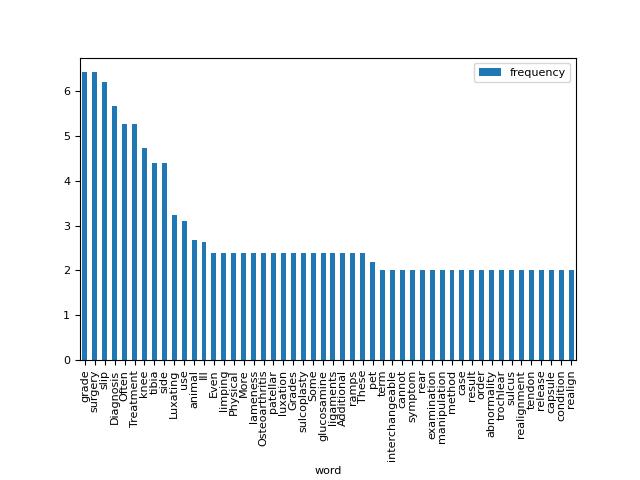 frequency
6
5
4
3
2
1
0
grade
surgery
slip
Diagnosis
Often
Treatment
knee
tibia
side
Luxating
use
animal
III
Even
limping
Physical
More
lameness
Osteoarthritis
patellar
luxation
Grades
sulcoplasty
Some
glucosamine
ligaments
Additional
ramps
These
pet
term
interchangeable
cannot
symptom
rear
examination
manipulation
method
case
result
order
abnormality
trochlear
sulcus
realignment
tendon
release
capsule
condition
realign
word